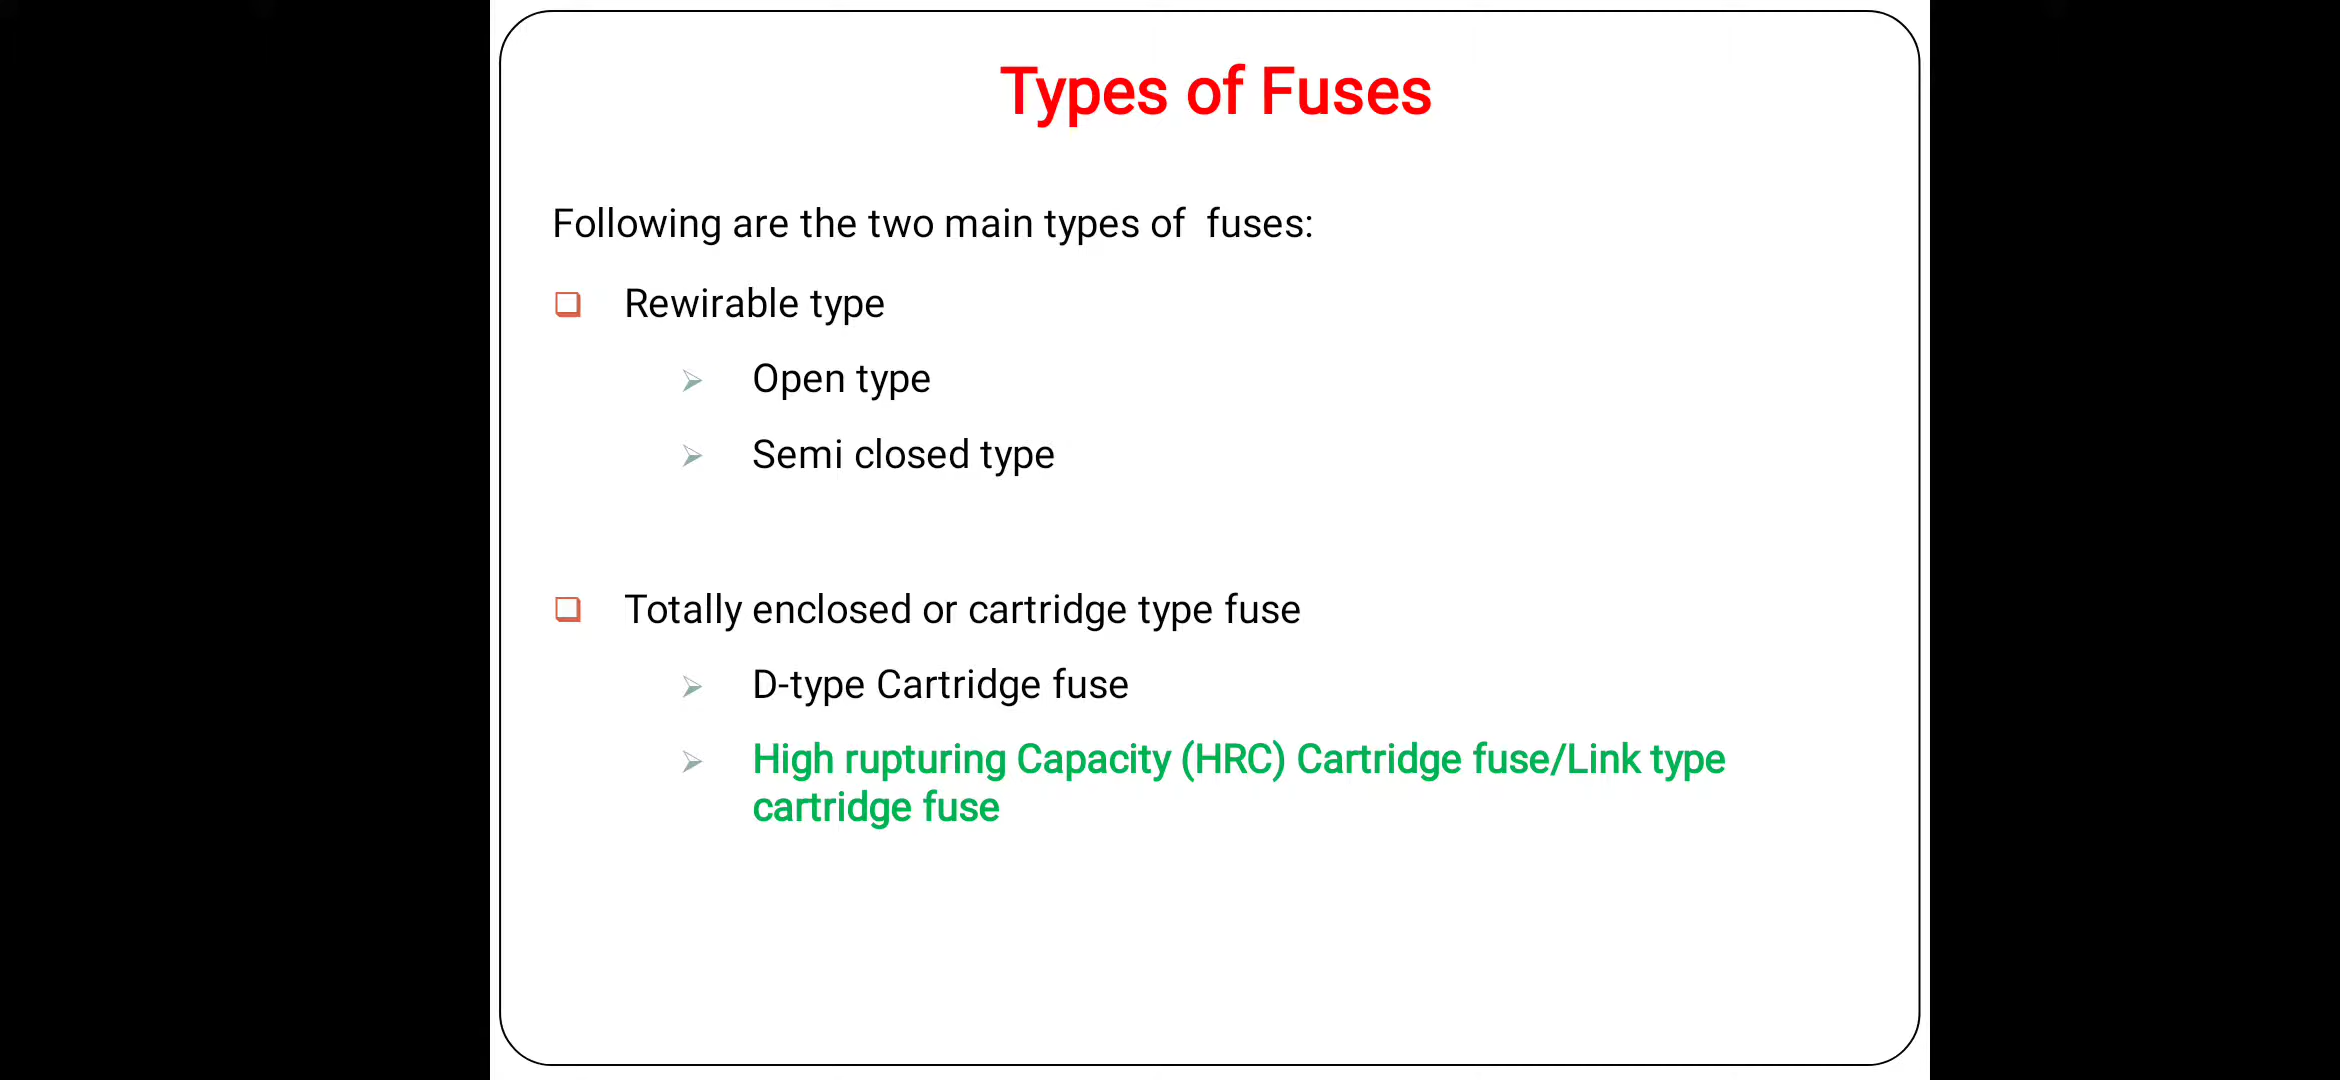 Types of Fuses
Following are the two main types of fuses:
Rewirable type
Open type
Semi closed type
Totally enclosed or cartridge type fuse
D-type Cartridge fuse
High rupturing Capacity (HRC) Cartridge fuse/Link type
cartridge fuse